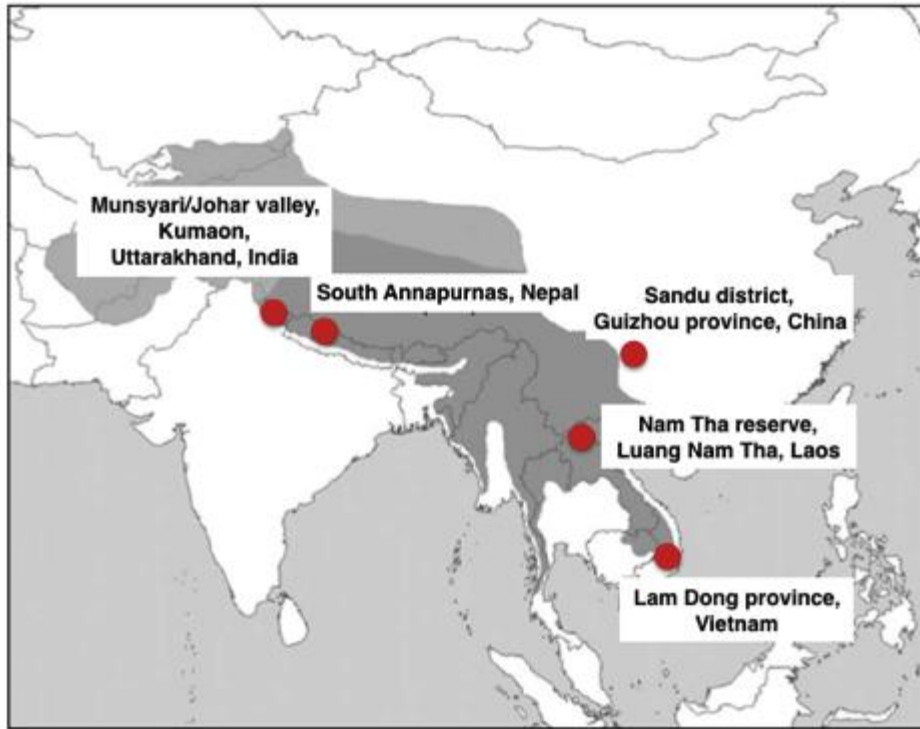 Munsyari/Johar valley,
Kumaon,
Uttarakhand, India
South Annapurnas, Nepal
Sandu district,
Guizhou province, China
Nam Tha reserve,
Luang Nam Tha, Laos
Lam Dong province,
Vietnam